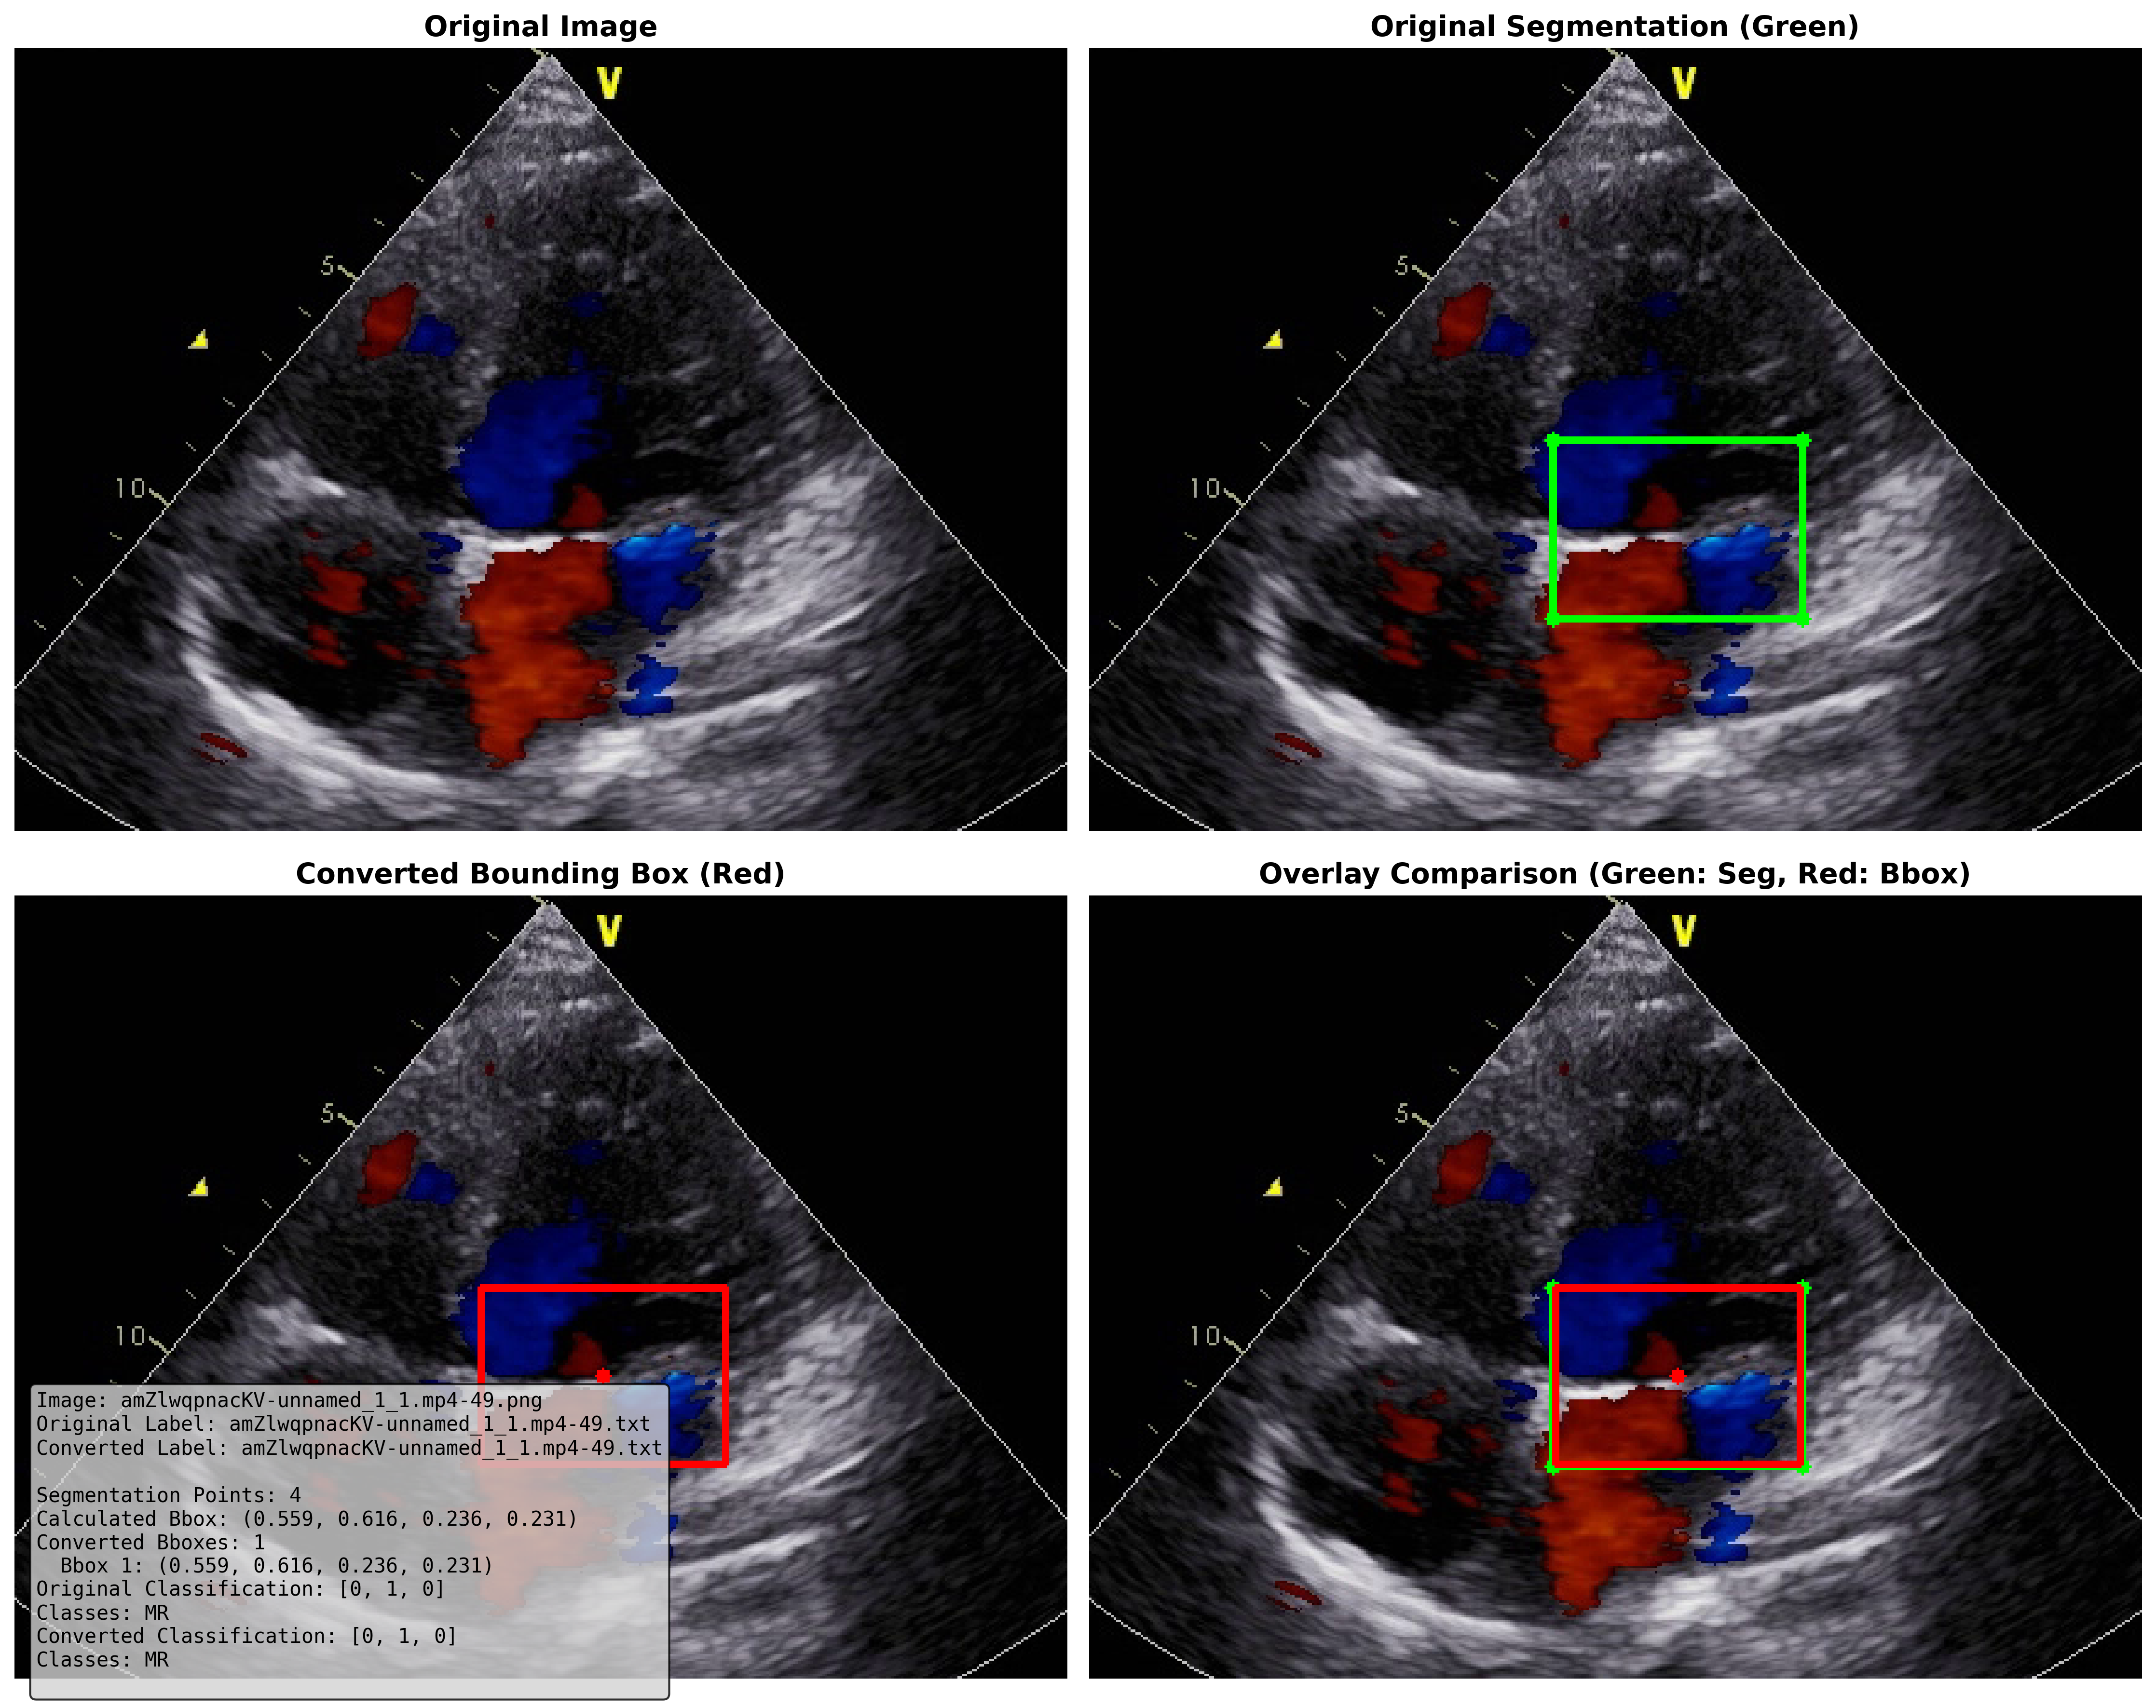 Original Image
V
5
10
Original Segmentation (Green)
V
5
10
Converted Bounding Box (Red)
V
5
10
Image: amZlwqpnacKV-unnamed_1_1.mp4-49.png
Original Label: amZlwqpnacKV-unnamed_1_1.mp4-49.txt
Converted Label: amZlwqpnacKV-unnamed_1_1.mp4-49.txt
Segmentation Points: 4
Calculated Bbox: (0.559, 0.616, 0.236, 0.231)
Converted Bboxes: 1
Bbox 1: (0.559, 0.616, 0.236, 0.231)
Original Classification: [0, 1, 0]
Classes: MR
Converted Classification: [0, 1, 0]
Classes: MR
Overlay Comparison (Green: Seg, Red: Bbox)
V
5
10